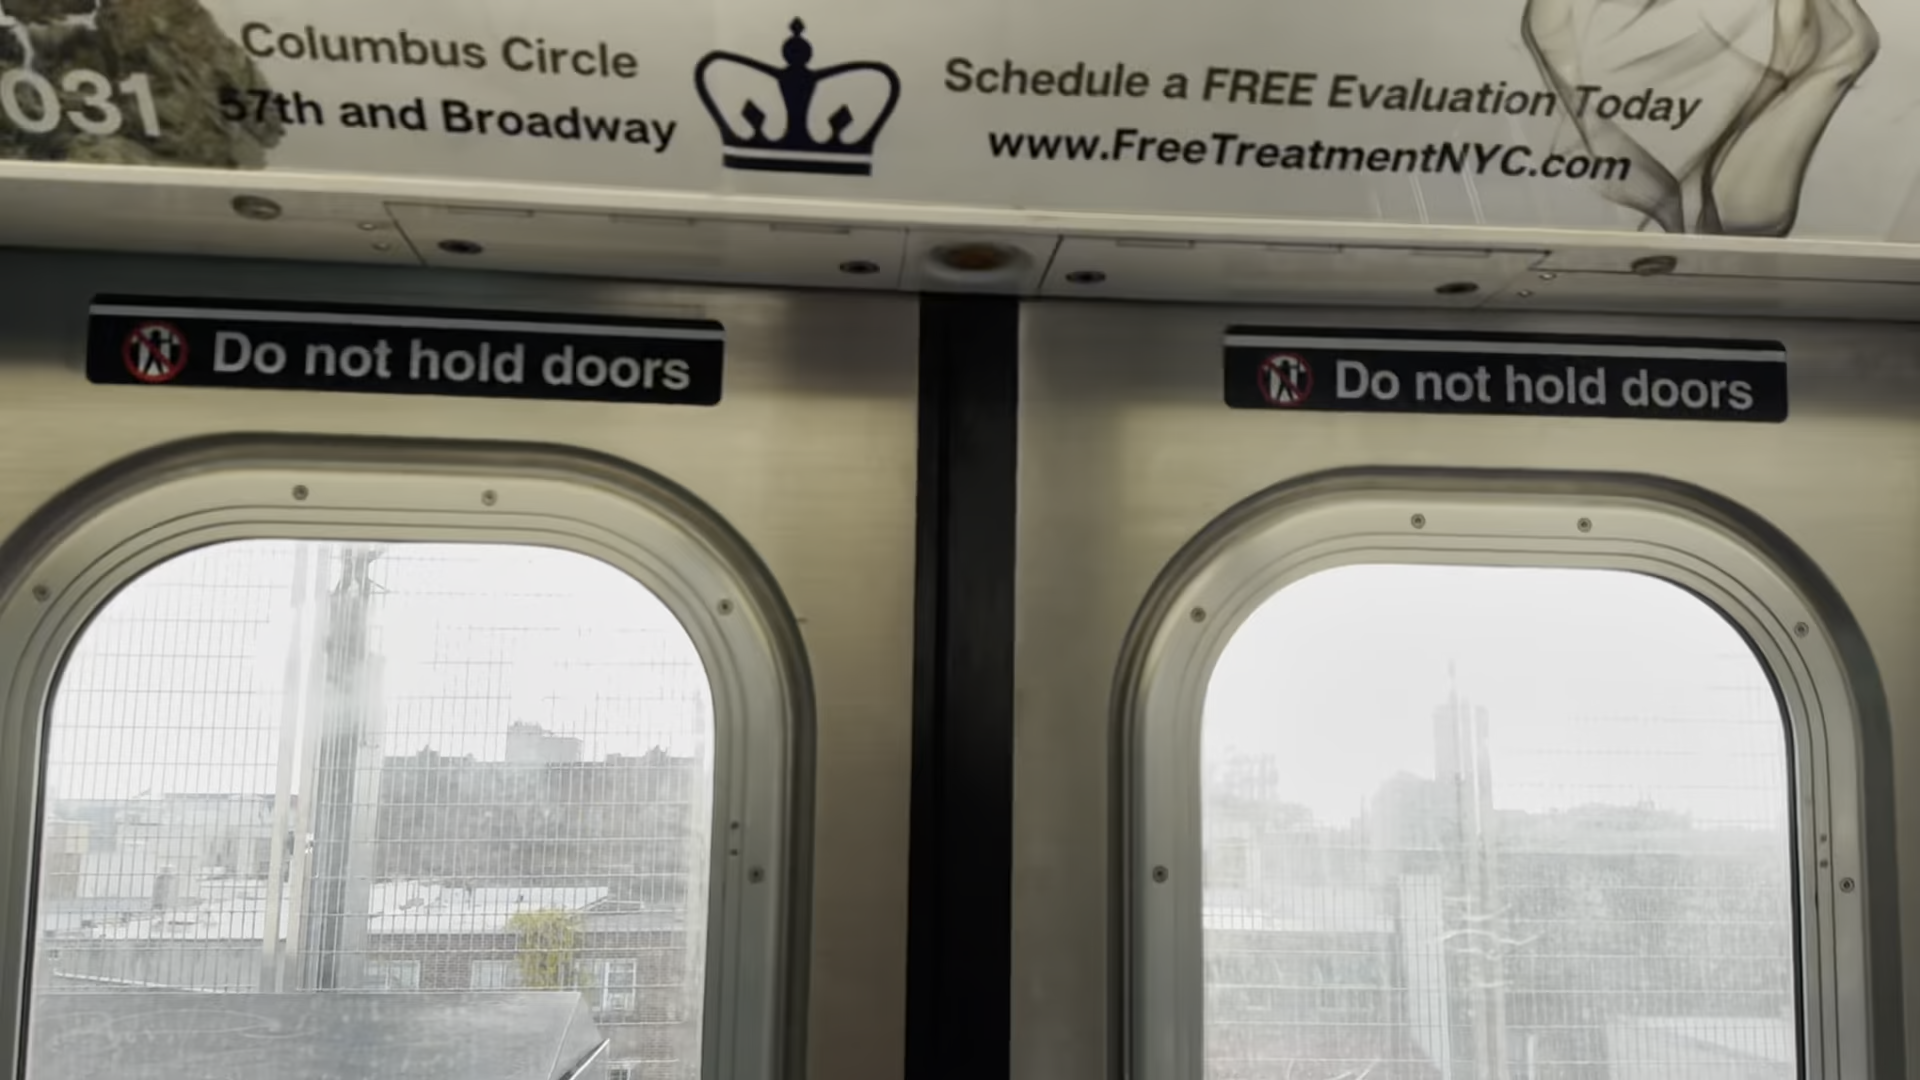 031
Columbus Circle
57th and Broadway
Schedule a FREE Evaluation Today
www.FreeTreatmentNYC.com
Do not hold doors
Do not hold doors